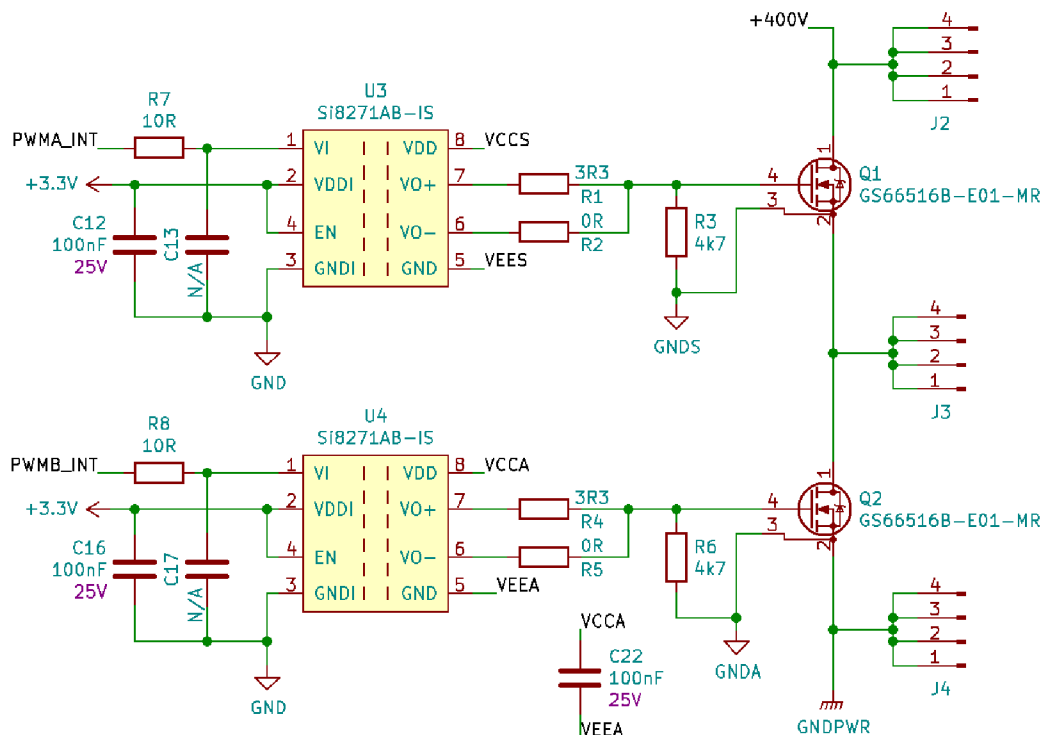 +400V
4
3
2
1
J2
R7
10R
PWMA_INT
+3.3V
C12
100nF
25V
C13
N/A
GND
U3
Si8271AB-IS
1 VI VDD 8 VCCS
2 VDDI VO+ 7
4 EN VO- 6
3 GNDI GND 5 VEES
3R3
R1
0R
R2
R3
4k7
GNDS
4
3
1
2
Q1
GS66516B-E01-MR
4
3
2
1
J3
R8
10R
PWMB_INT
+3.3V
C16
100nF
25V
C17
N/A
GND
U4
Si8271AB-IS
1 VI VDD 8 VCCA
2 VDDI VO+ 7
4 EN VO- 6
3 GNDI GND 5 VEEA
3R3
R4
0R
R5
R6
4k7
GNDA
4
3
1
2
Q2
GS66516B-E01-MR
4
3
2
1
J4
GNDPWR
VCCA
C22
100nF
25V
VEEA